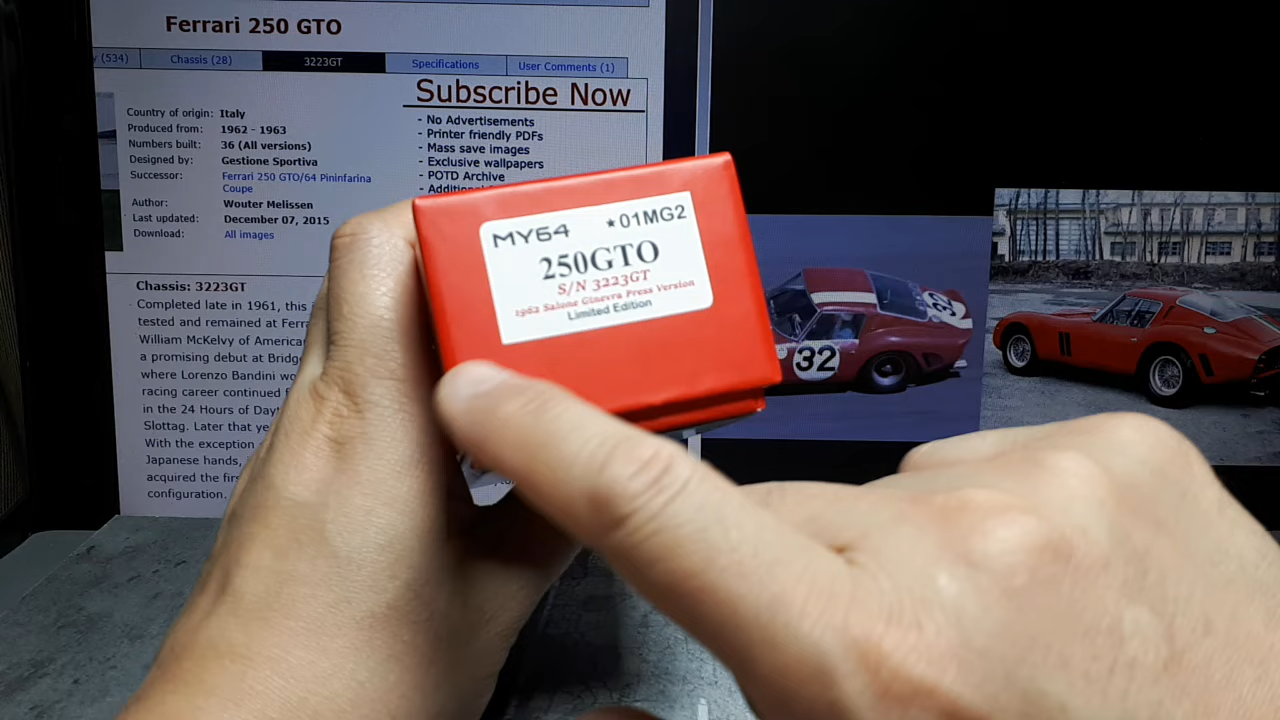 Ferrari 250 GTO
(534)
Chassis (28)
3223GT
Specifications
User Comments (1)
Country of origin: Italy
Produced from: 1962 - 1963
Numbers built: 36 (All versions)
Designed by: Gestione Sportiva
Successor: Ferrari 250 GTO/64 Pininfarina
Coupe
Author: Wouter Melissen
Last updated: December 07, 2015
Download: All images
Subscribe Now
- No Advertisements
- Printer friendly PDFs
- Mass save images
- Exclusive wallpapers
- POTD Archive
Chassis: 3223GT
Completed late in 1961, this
tested and remained at
William McKelvy of
a promising debut at
where Lorenzo Bandini
racing career continued
in the 24 Hours of
Slottag. Later that
With the exception
Japanese hands,
acquired the
configuration.
MY64 ★01MG2
250GTO
S/N 3223GT
1962 Salone Ginevra Press Version
Limited Edition
32
32